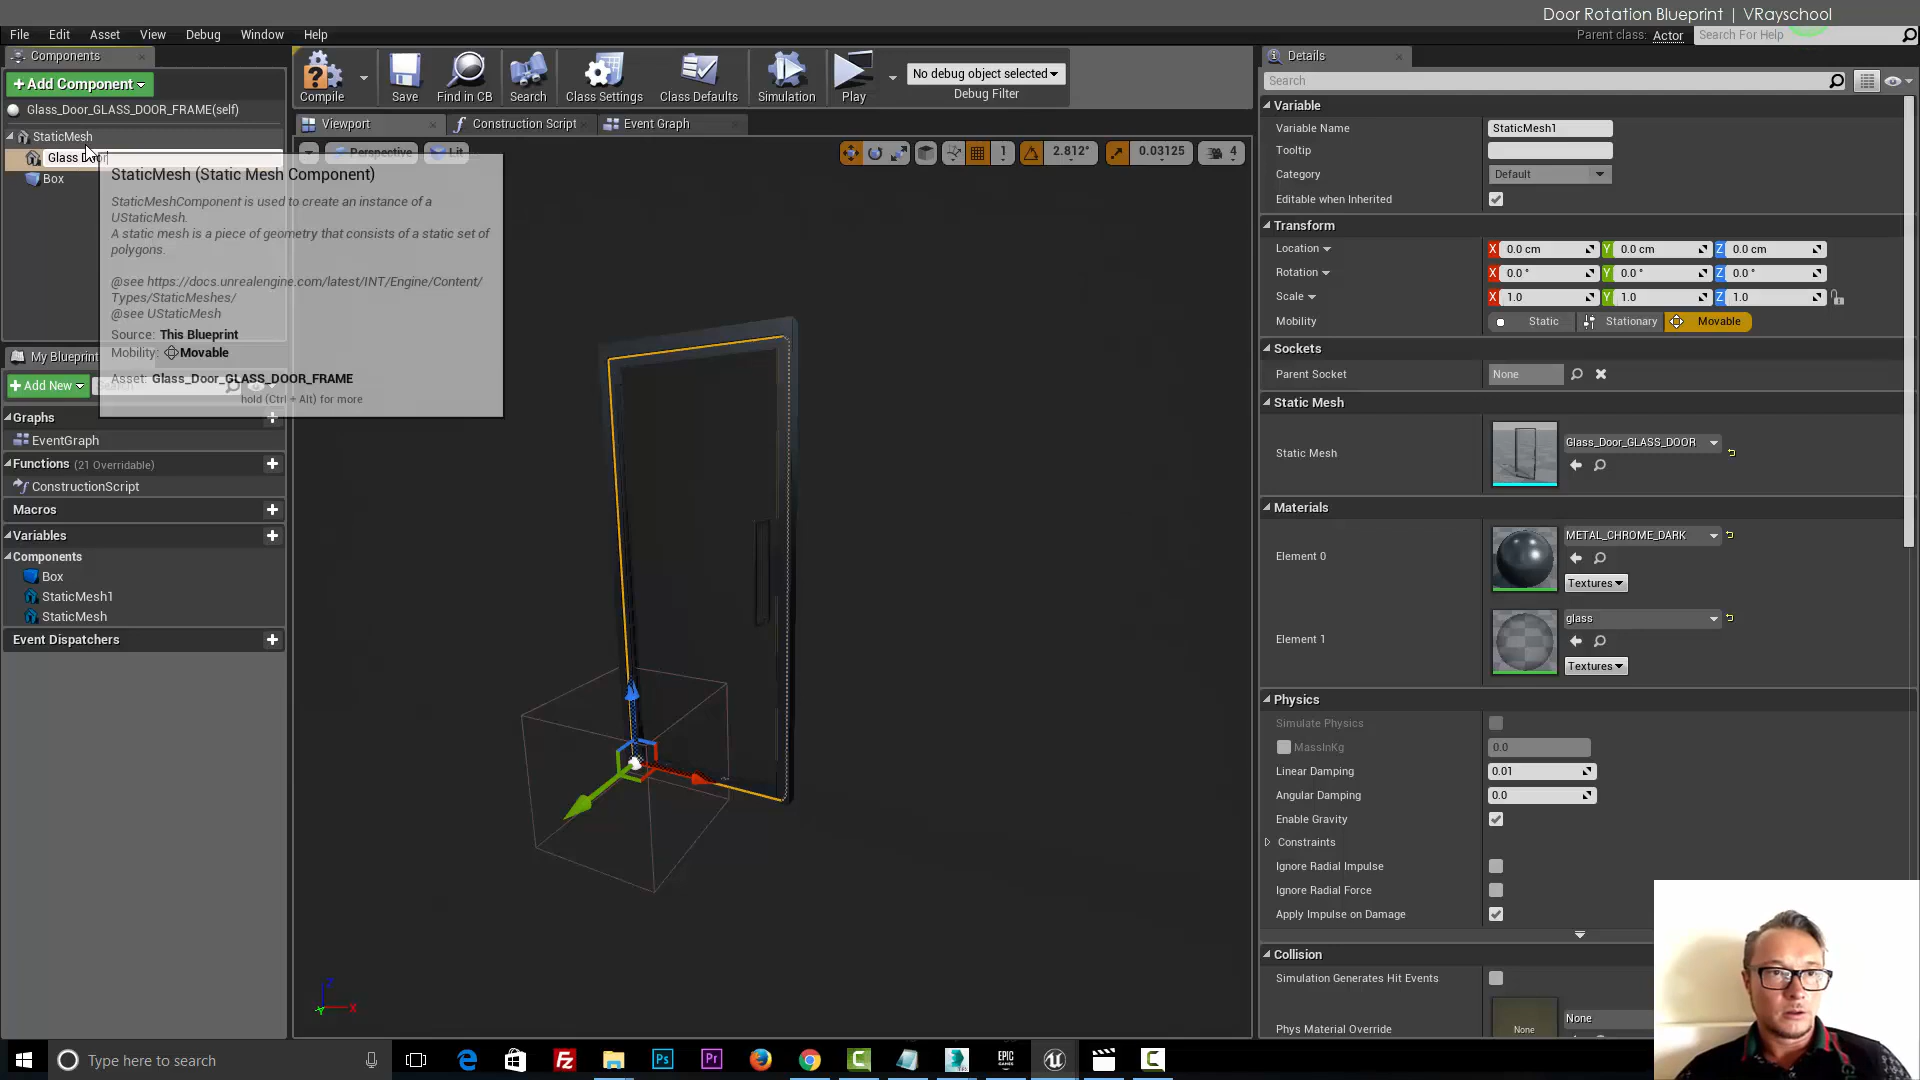 Door Rotation Blueprint | VRayschool
File Edit Asset View Debug Window Help
Parent class: Actor
Search For Help
Components
+Add Component
Glass_Door_GLASS_DOOR_FRAME(self)
StaticMesh
Glass Door
Box
StaticMesh (Static Mesh Component)
StaticMeshComponent is used to create an instance of a
UStaticMesh.
A static mesh is a piece of geometry that consists of a static set of
polygons.
@see https://docs.unrealengine.com/latest/INT/Engine/Content/
Types/StaticMeshes/
@see UStaticMesh
Source: This Blueprint
Mobility: Movable
Asset: Glass_Door_GLASS_DOOR_FRAME
hold (Ctrl + Alt) for more
My Blueprint
+Add New
Search
Graphs
EventGraph
Functions (21 Overridable)
ConstructionScript
Macros
Variables
Components
Box
StaticMesh1
StaticMesh
Event Dispatchers
Compile
Save
Find in CB
Search
Class Settings
Class Defaults
Simulation
Play
No debug object selected
Debug Filter
Viewport
Construction Script
Event Graph
Perspective
Lit
1
2.812°
0.03125
4
Z
X
Y
Details
Search
Variable
Variable Name StaticMesh1
Tooltip
Category Default
Editable when Inherited
Transform
Location X 0.0 cm Y 0.0 cm Z 0.0 cm
Rotation X 0.0 ° Y 0.0 ° Z 0.0 °
Scale X 1.0 Y 1.0 Z 1.0
Mobility Static Stationary Movable
Sockets
Parent Socket None
Static Mesh
Static Mesh Glass_Door_GLASS_DOOR
Materials
Element 0 METAL_CHROME_DARK
Textures
Element 1 glass
Textures
Physics
Simulate Physics
MassInKg 0.0
Linear Damping 0.01
Angular Damping 0.0
Enable Gravity
Constraints
Ignore Radial Impulse
Ignore Radial Force
Apply Impulse on Damage
Collision
Simulation Generates Hit Events
Phys Material Override None None
Type here to search
Ps
Pr
EPIC
GAMES